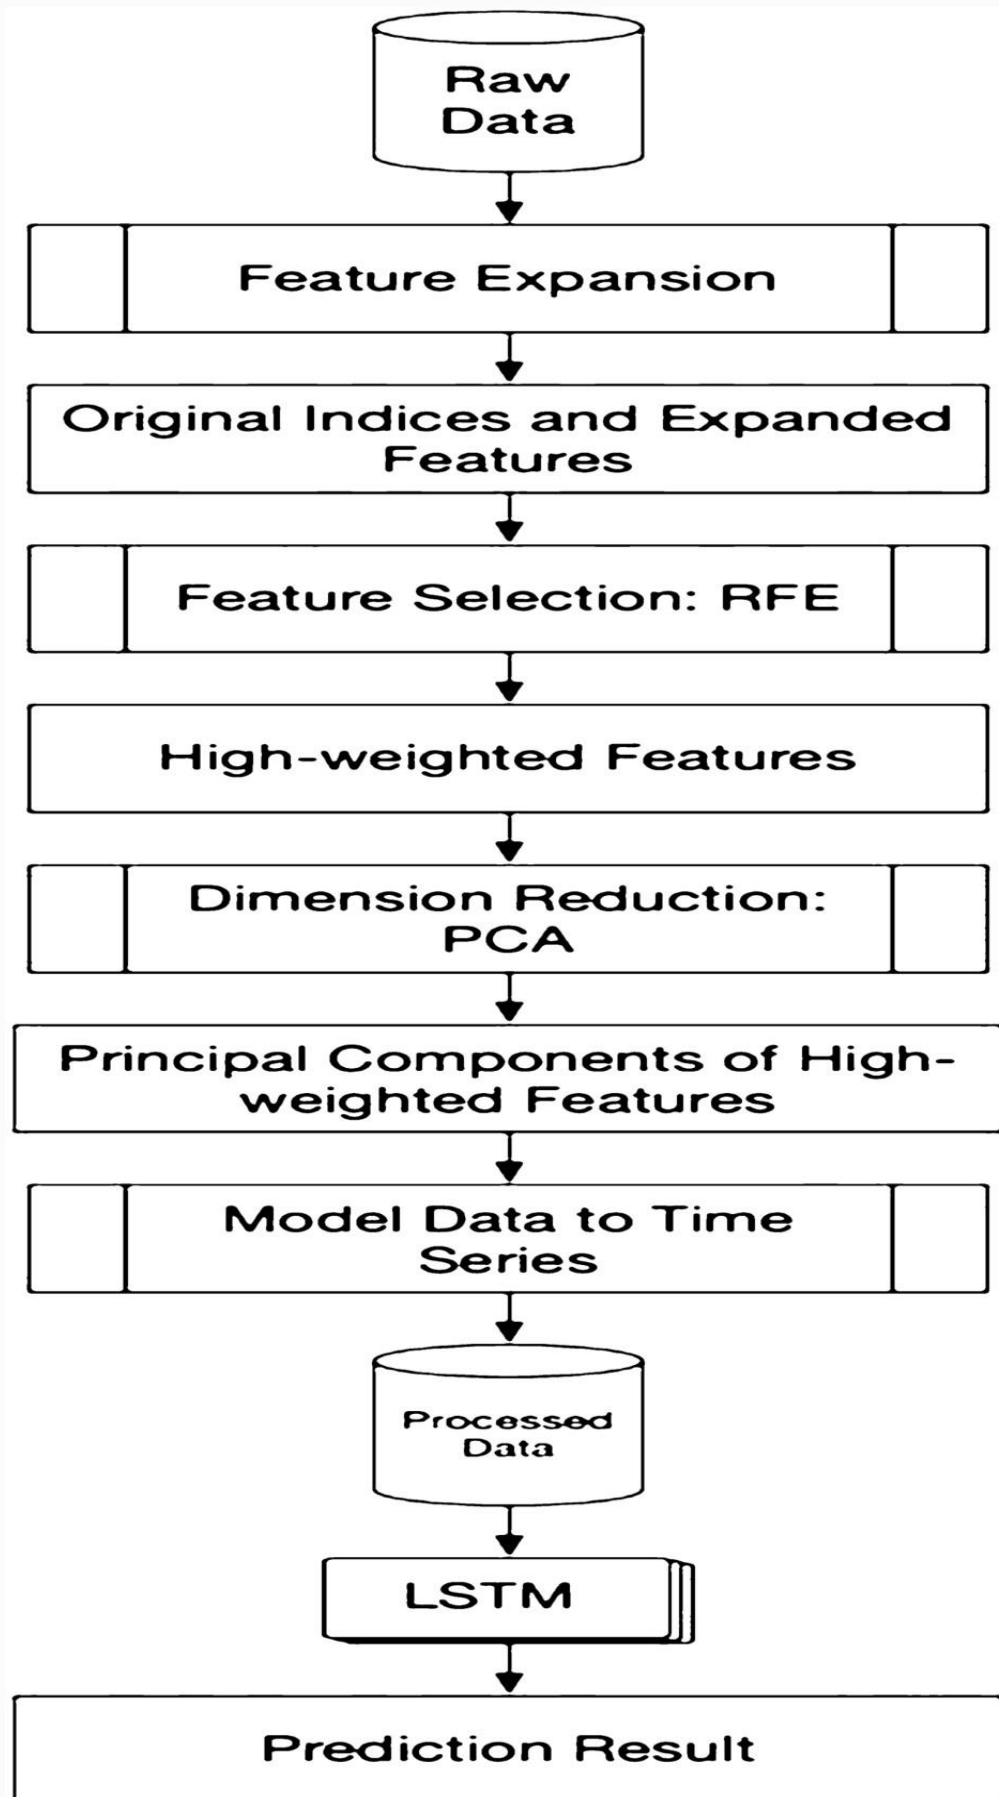 Raw
Data
Feature Expansion
Original Indices and Expanded
Features
Feature Selection: RFE
High-weighted Features
Dimension Reduction:
PCA
Principal Components of High-
weighted Features
Model Data to Time
Series
Processed
Data
LSTM
Prediction Result